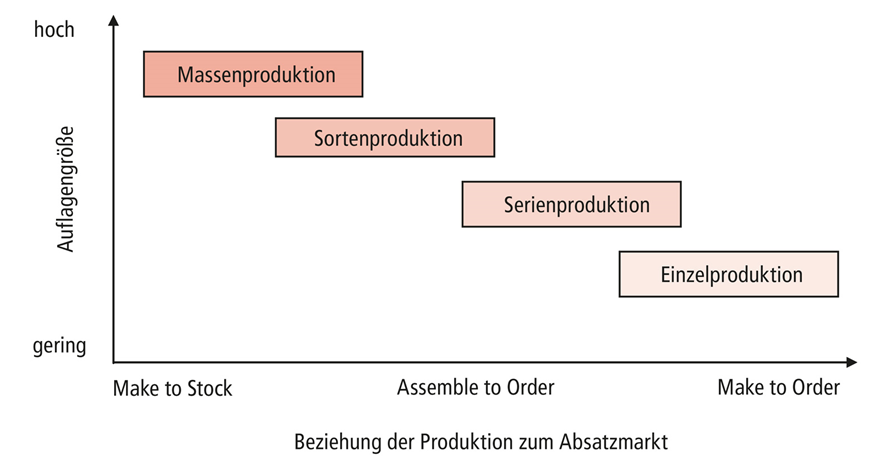 hoch
Massenproduktion
Sortenproduktion
Auflagengröße
Serienproduktion
Einzelproduktion
gering
Make to Stock
Assemble to Order
Make to Order
Beziehung der Produktion zum Absatzmarkt